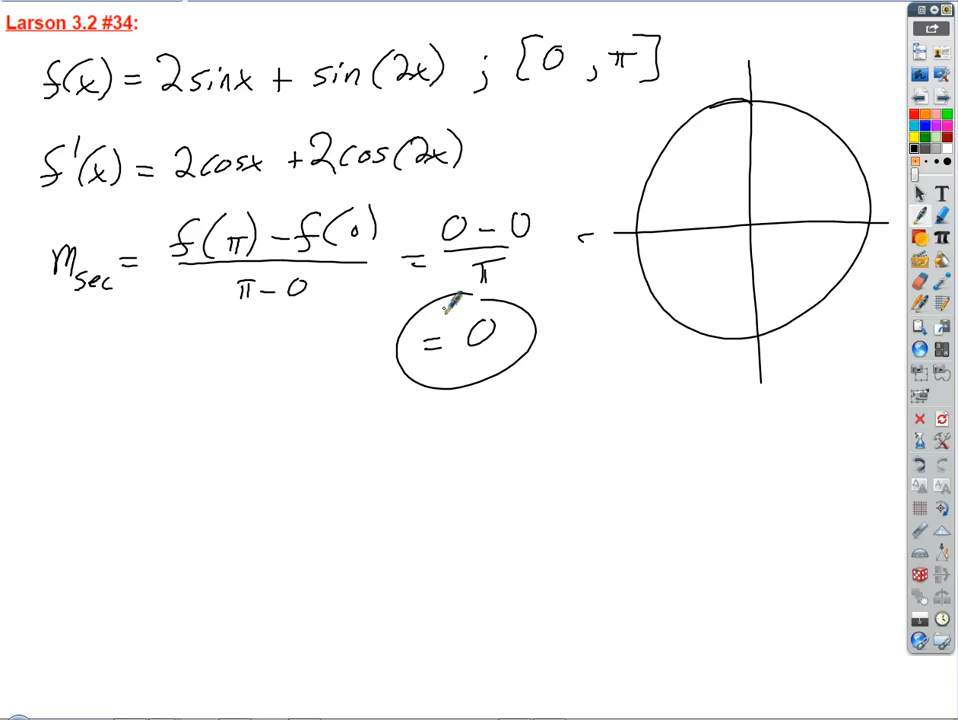 Larson 3.2 #34:
f(x) = 2sinx + sin(2x) ; [0, π]
f'(x) = 2cosx + 2cos(2x)
m_sec = (f(π) - f(0))/(π - 0) = (0 - 0)/π
= 0